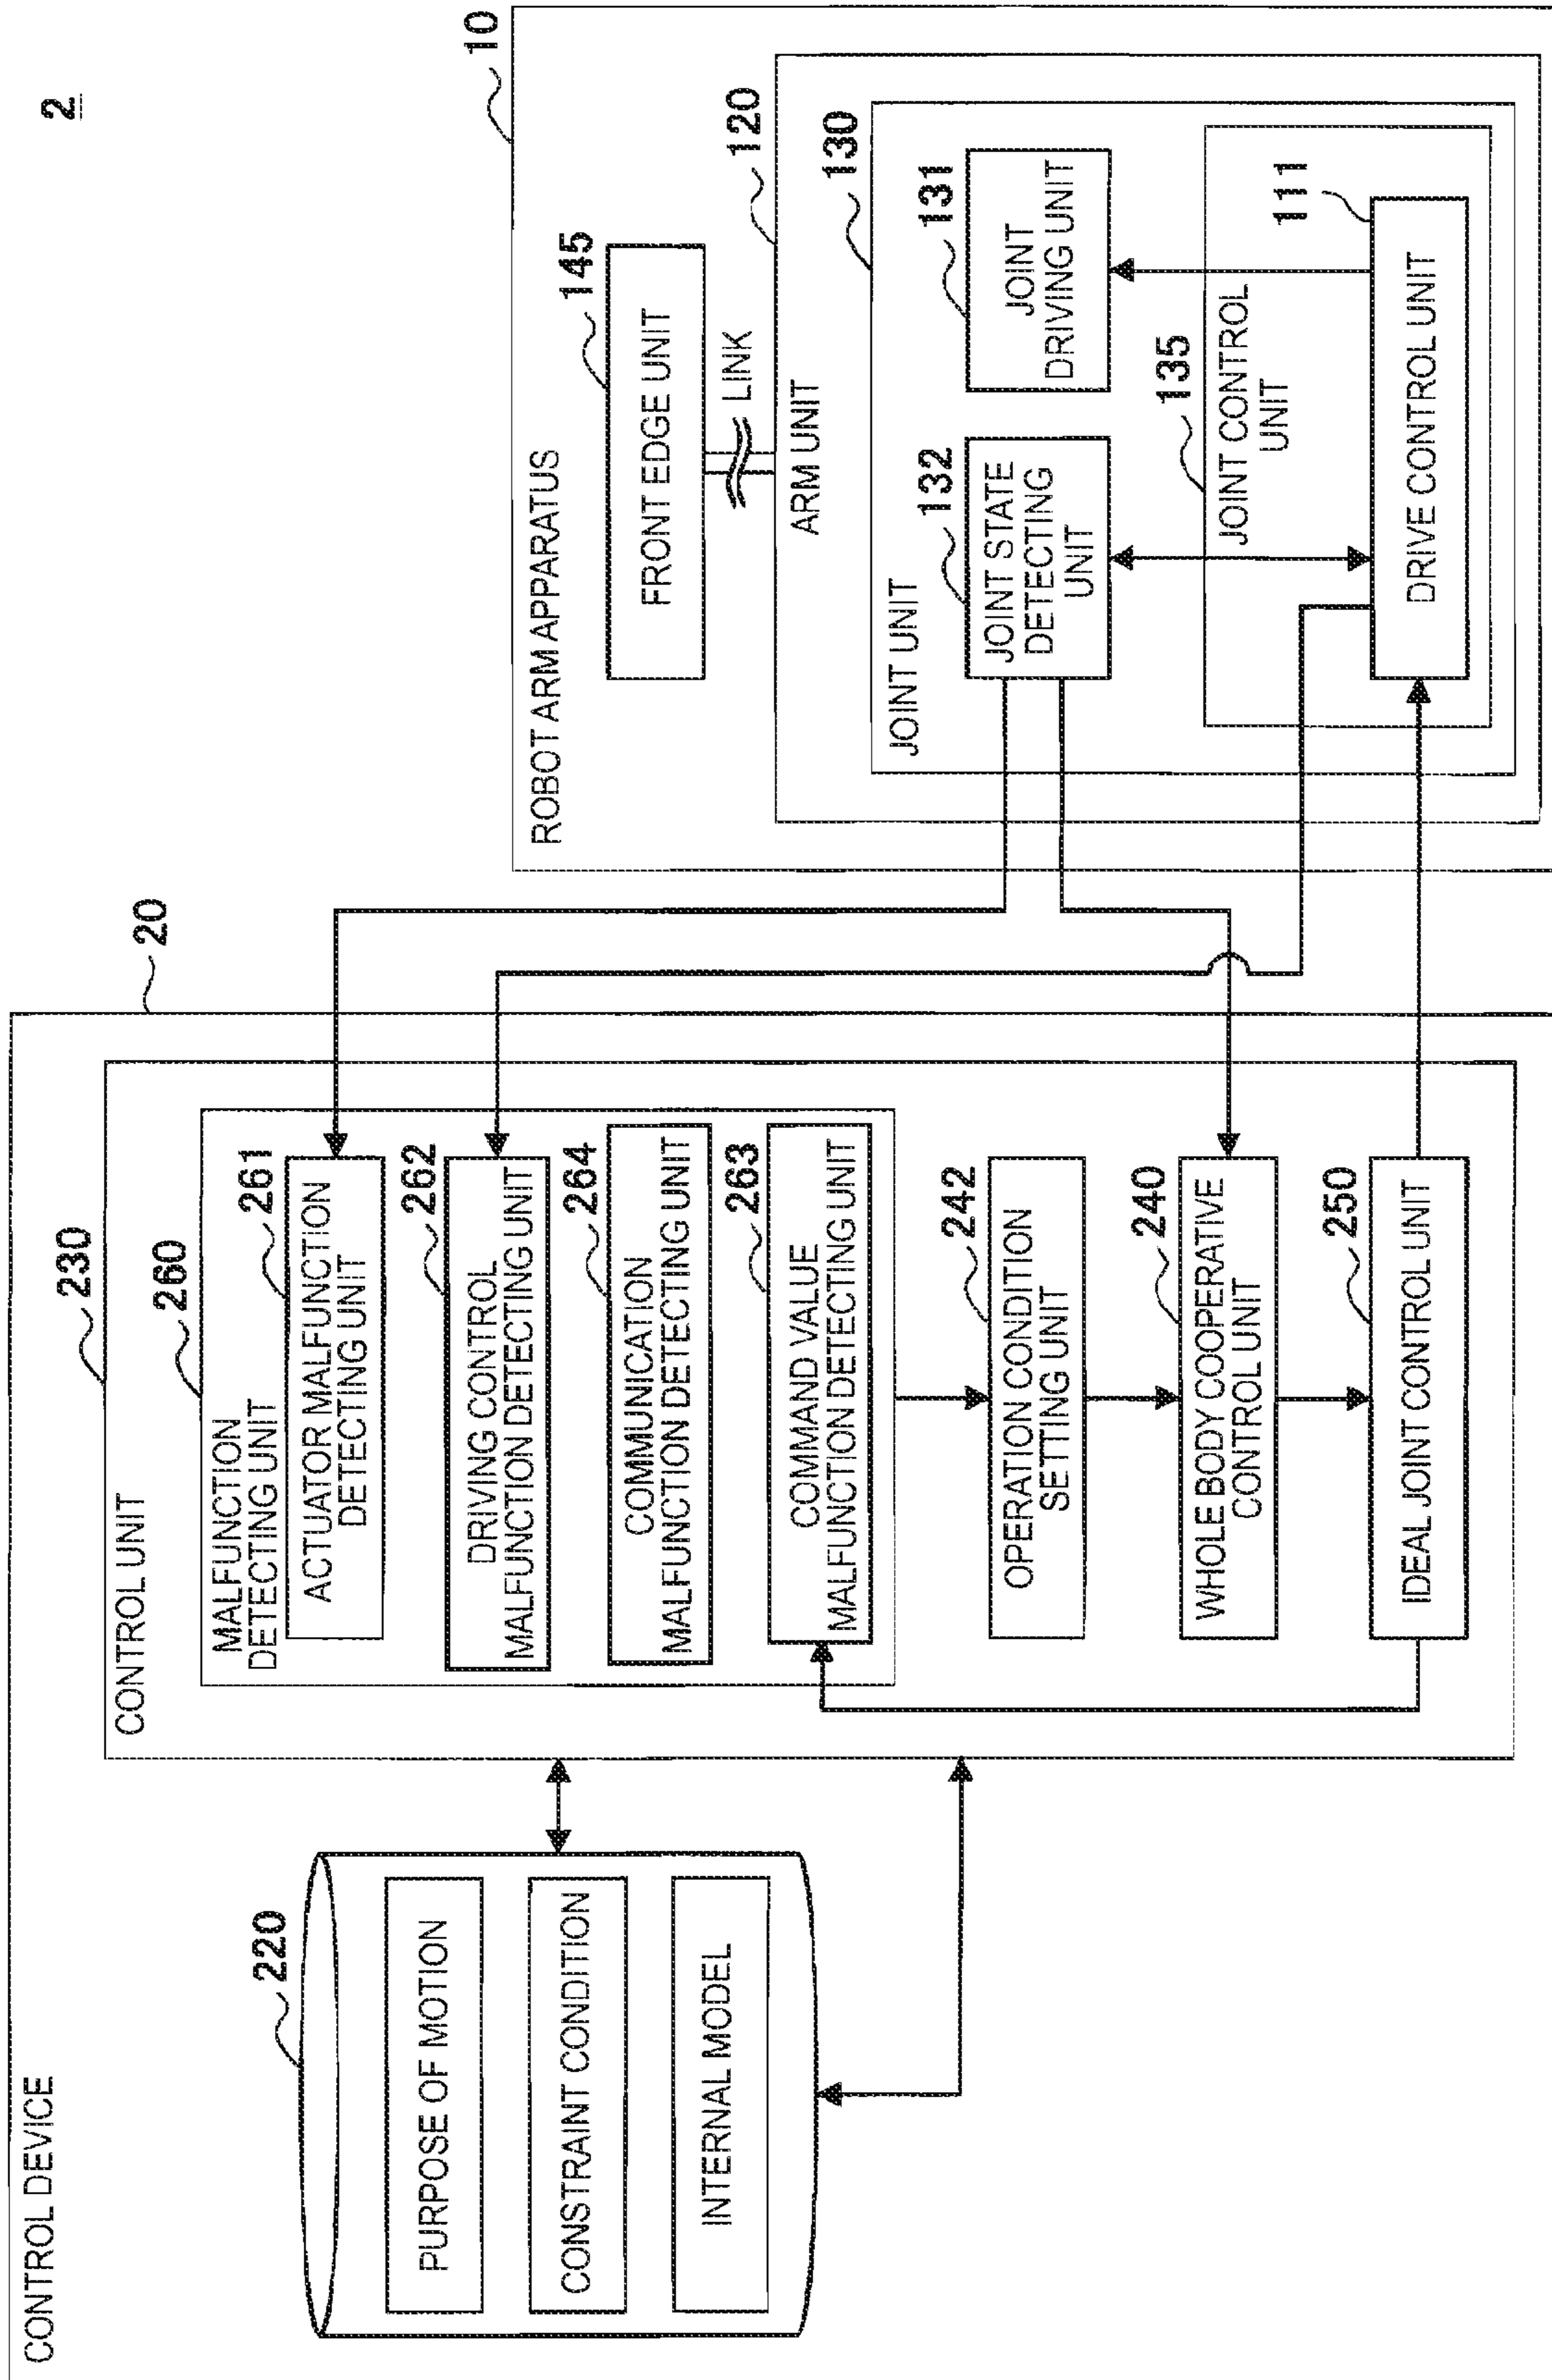 2
CONTROL DEVICE
20
220
PURPOSE OF MOTION
CONSTRAINT CONDITION
INTERNAL MODEL
230
CONTROL UNIT
260
MALFUNCTION
DETECTING UNIT
261
ACTUATOR MALFUNCTION
DETECTING UNIT
262
DRIVING CONTROL
MALFUNCTION DETECTING UNIT
264
COMMUNICATION
MALFUNCTION DETECTING UNIT
263
COMMAND VALUE
MALFUNCTION DETECTING UNIT
242
OPERATION CONDITION
SETTING UNIT
240
WHOLE BODY COOPERATIVE
CONTROL UNIT
250
IDEAL JOINT CONTROL UNIT
10
ROBOT ARM APPARATUS
145
FRONT EDGE UNIT
LINK
120
ARM UNIT
130
JOINT UNIT
132
JOINT STATE
DETECTING
UNIT
131
JOINT
DRIVING UNIT
135
JOINT CONTROL
UNIT
111
DRIVE CONTROL UNIT